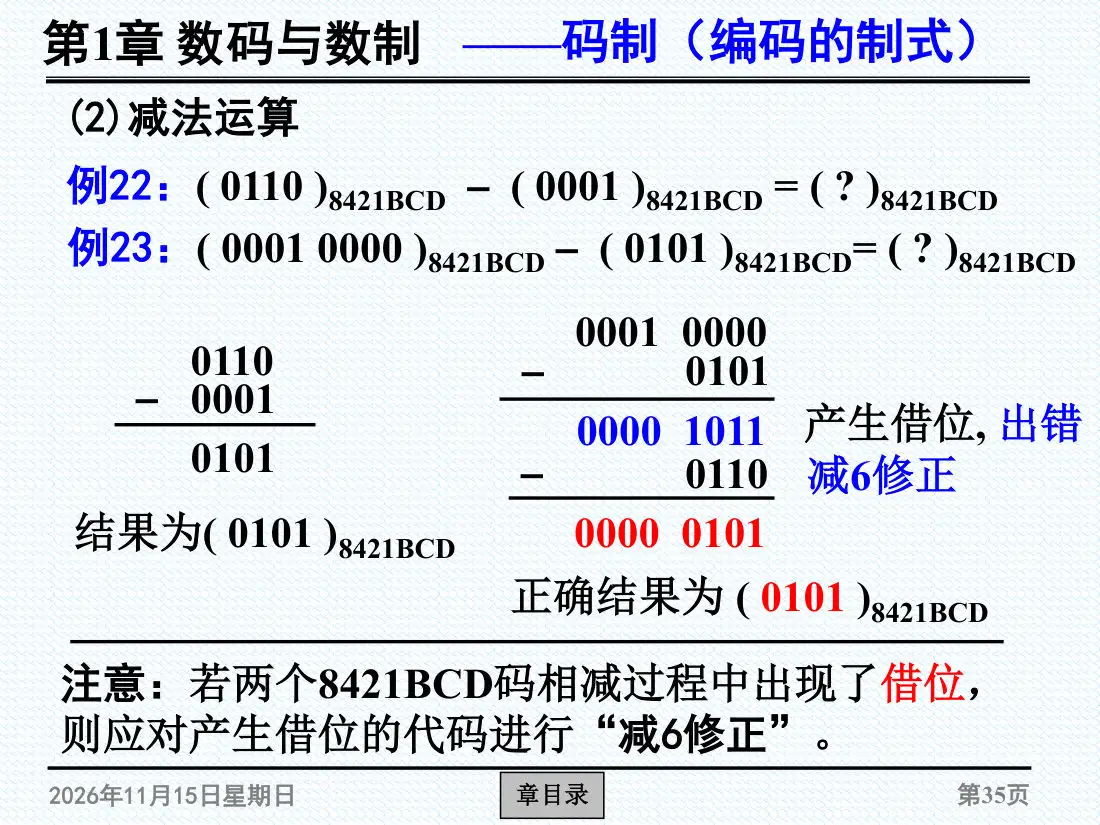 第1章 数码与数制 ——码制（编码的制式）
(2)减法运算
例22：( 0110 )8421BCD – ( 0001 )8421BCD = ( ? )8421BCD
例23：( 0001 0000 )8421BCD – ( 0101 )8421BCD= ( ? )8421BCD
0110
– 0001
0101
结果为( 0101 )8421BCD
0001 0000
– 0101
0000 1011 产生借位, 出错
– 0110 减6修正
0000 0101
正确结果为 ( 0101 )8421BCD
注意：若两个8421BCD码相减过程中出现了借位，
则应对产生借位的代码进行“减6修正”。
2026年11月15日星期日 章目录 第35页